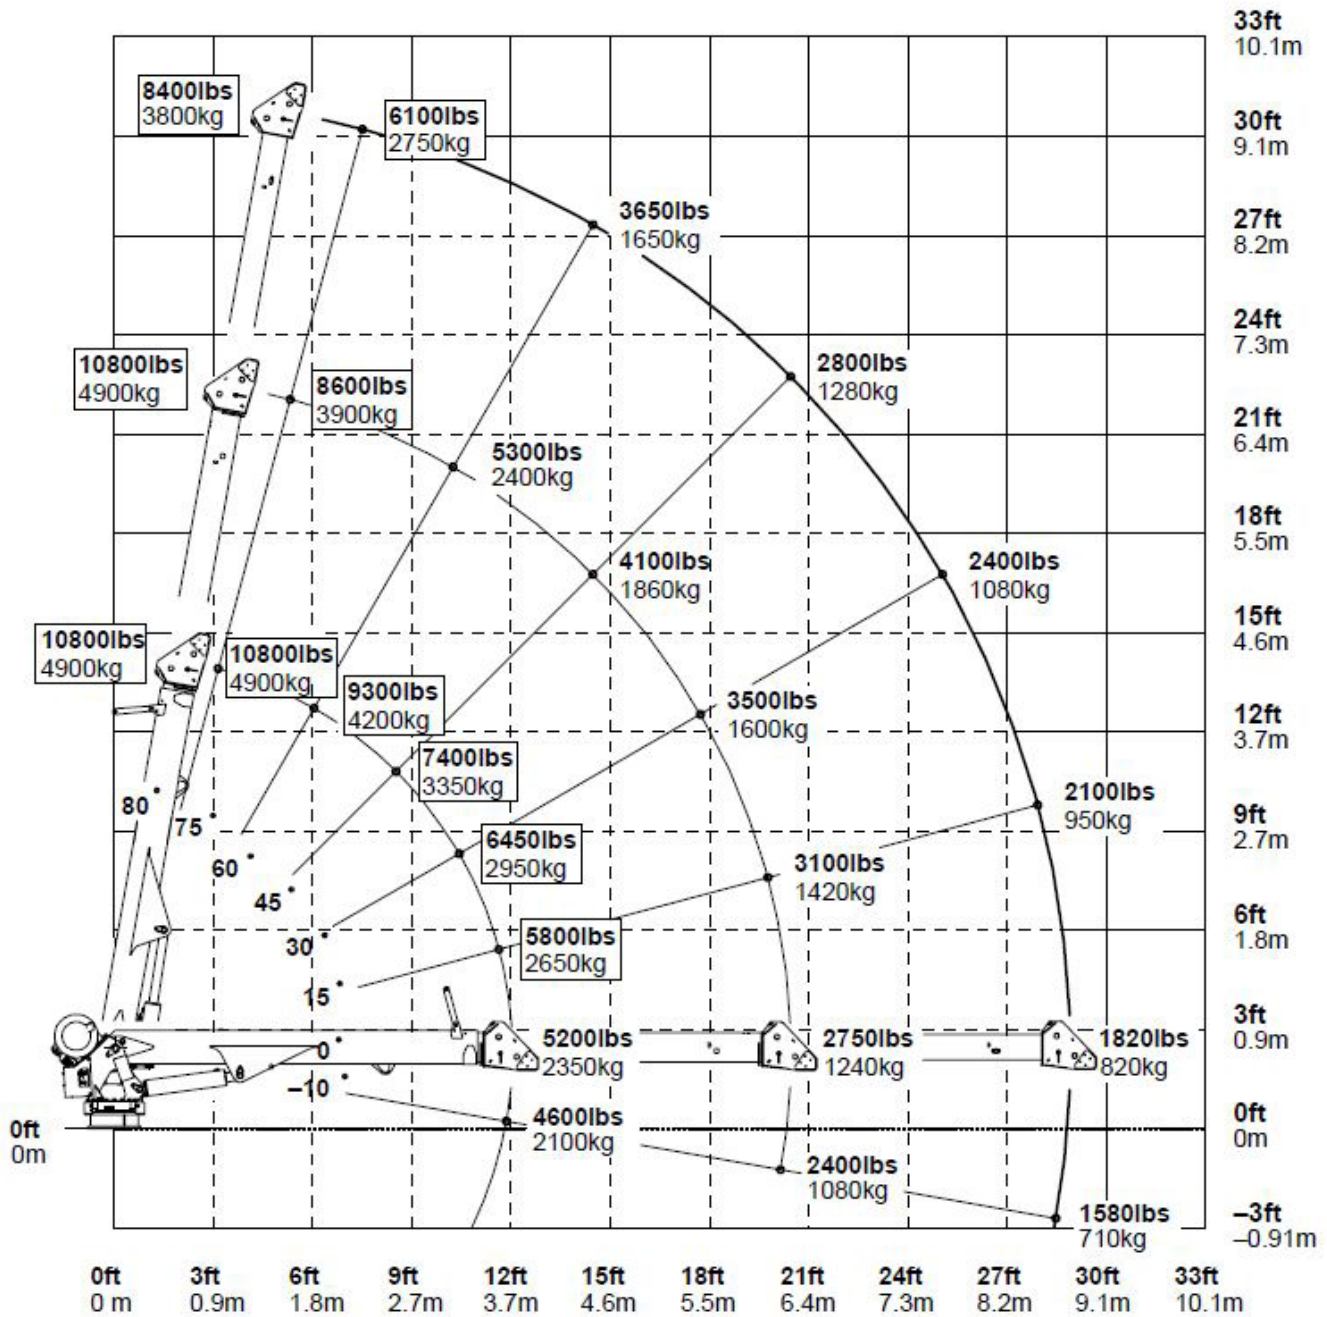 33ft
10.1m
8400lbs
3800kg
6100lbs
2750kg
30ft
9.1m
3650lbs
1650kg
27ft
8.2m
24ft
7.3m
10800lbs
4900kg
8600lbs
3900kg
2800lbs
1280kg
21ft
6.4m
5300lbs
2400kg
18ft
5.5m
4100lbs
1860kg
2400lbs
1080kg
15ft
4.6m
10800lbs
4900kg
10800lbs
4900kg
9300lbs
4200kg
3500lbs
1600kg
12ft
3.7m
7400lbs
3350kg
80
75
2100lbs
950kg
9ft
2.7m
60
6450lbs
2950kg
3100lbs
1420kg
45
30
5800lbs
2650kg
6ft
1.8m
15
0
5200lbs
2350kg
2750lbs
1240kg
1820lbs
820kg
3ft
0.9m
–10
4600lbs
2100kg
0ft
0m
0ft
0m
2400lbs
1080kg
1580lbs
710kg
–3ft
–0.91m
0ft 3ft 6ft 9ft 12ft 15ft 18ft 21ft 24ft 27ft 30ft 33ft
0 m 0.9m 1.8m 2.7m 3.7m 4.6m 5.5m 6.4m 7.3m 8.2m 9.1m 10.1m